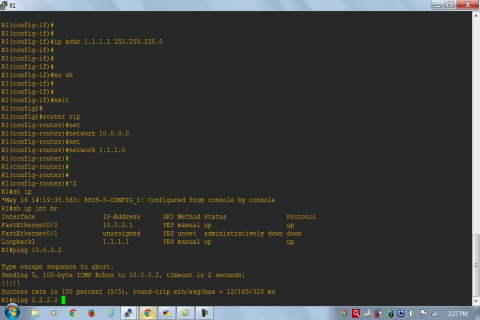 R1
R1(config-if)#
R1(config-if)#
R1(config-if)#ip addr 1.1.1.1 255.255.255.0
R1(config-if)#
R1(config-if)#
R1(config-if)#
R1(config-if)#no sh
R1(config-if)#
R1(config-if)#
R1(config-if)#exit
R1(config)#
R1(config)#router rip
R1(config-router)#net
R1(config-router)#network 10.0.0.0
R1(config-router)#net
R1(config-router)#network 1.1.1.0
R1(config-router)#
R1(config-router)#
R1(config-router)#
R1(config-router)#^Z
R1#sh ip
*May 16 14:19:35.563: %SYS-5-CONFIG_I: Configured from console by console
R1#sh ip int br
Interface IP-Address OK? Method Status Protocol
FastEthernet0/0 10.0.0.1 YES manual up up
FastEthernet0/1 unassigned YES unset administratively down down
Loopback1 1.1.1.1 YES manual up up
R1#ping 10.0.0.2
Type escape sequence to abort.
Sending 5, 100-byte ICMP Echos to 10.0.0.2, timeout is 2 seconds:
!!!!!
Success rate is 100 percent (5/5), round-trip min/avg/max = 12/165/320 ms
R1#ping 2.2.2.2
2:27 PM